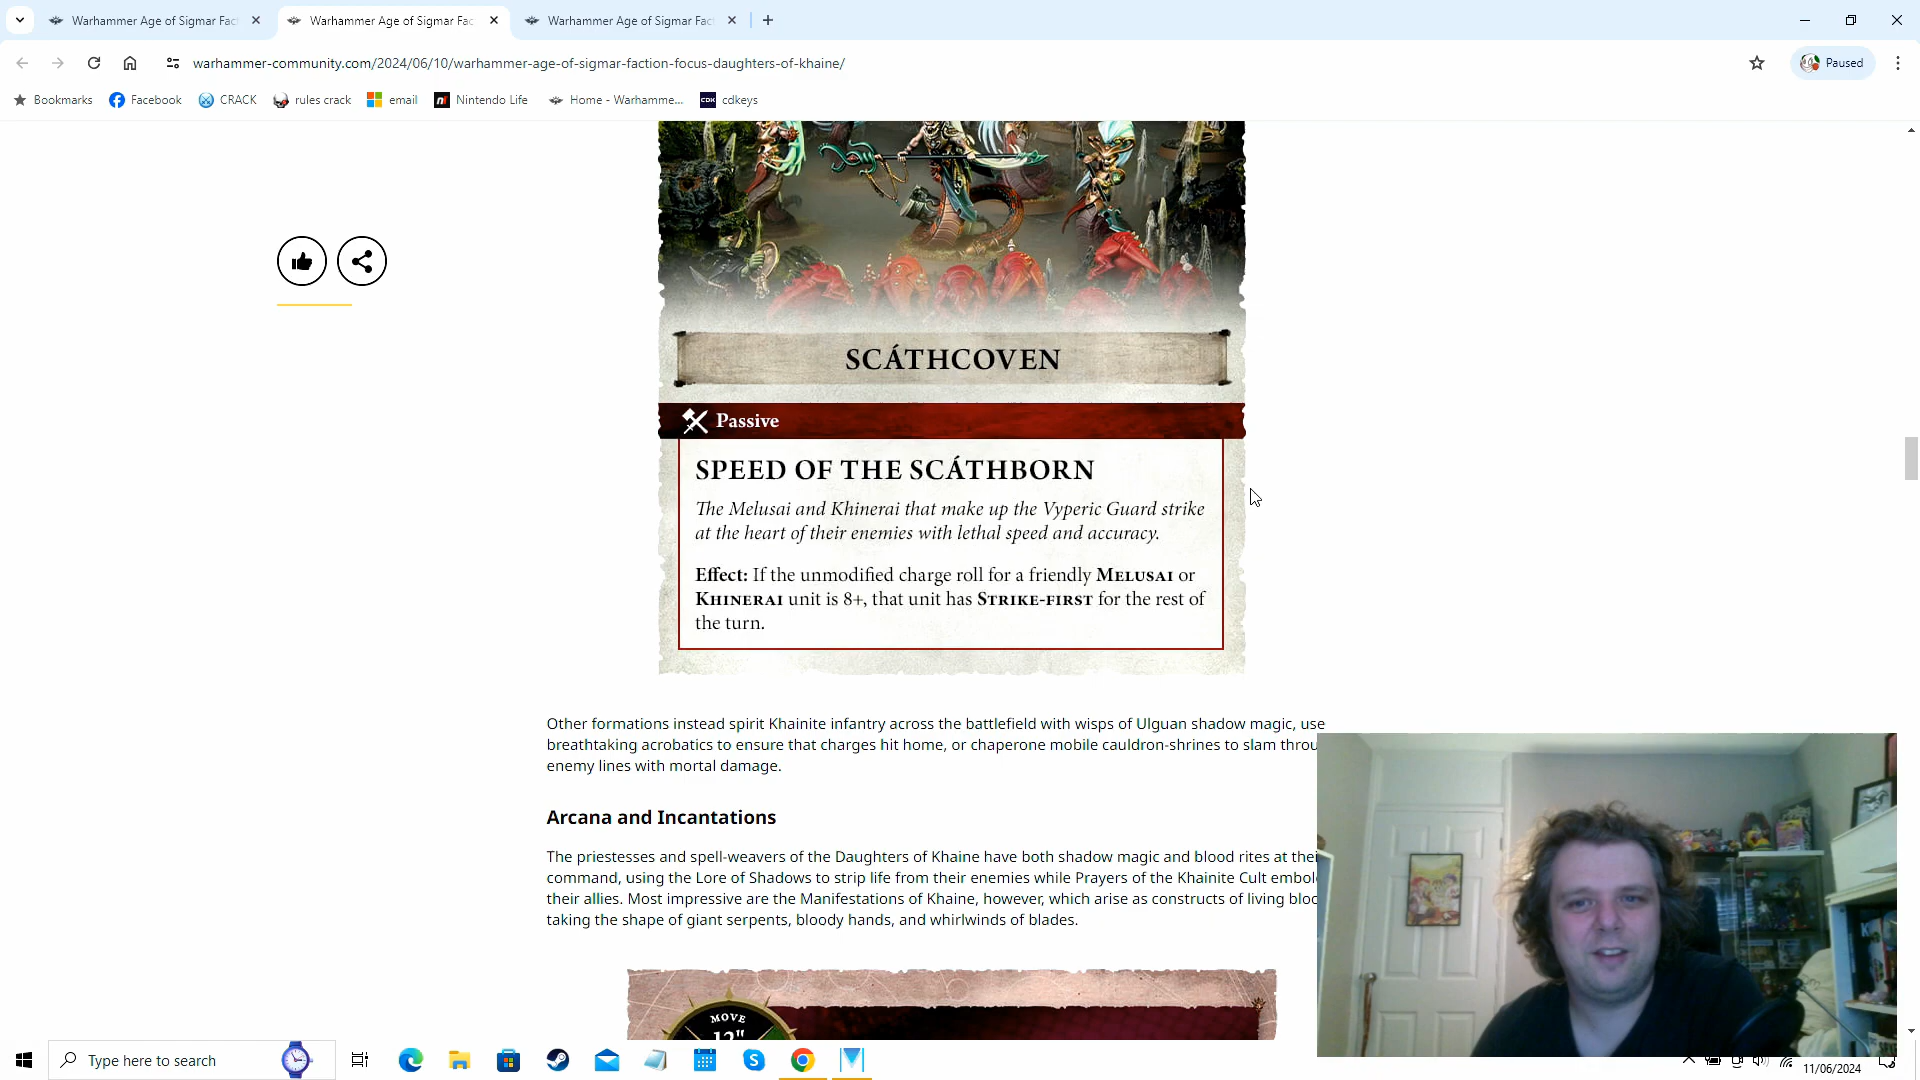 Warhammer Age of Sigmar Fac
Warhammer Age of Sigmar Fac
Warhammer Age of Sigmar Fac
warhammer-community.com/2024/06/10/warhammer-age-of-sigmar-faction-focus-daughters-of-khaine/
Paused
Bookmarks
Facebook
CRACK
rules crack
email
Nintendo Life
Home - Warhamme...
CDK
cdkeys
SCÁTHCOVEN
Passive
SPEED OF THE SCÁTHBORN
The Melusai and Khinerai that make up the Vyperic Guard strike
at the heart of their enemies with lethal speed and accuracy.
Effect: If the unmodified charge roll for a friendly MELUSAI or
KHINERAI unit is 8+, that unit has STRIKE-FIRST for the rest of
the turn.
Other formations instead spirit Khainite infantry across the battlefield with wisps of Ulguan shadow magic, use
breathtaking acrobatics to ensure that charges hit home, or chaperone mobile cauldron-shrines to slam throu
enemy lines with mortal damage.
Arcana and Incantations
The priestesses and spell-weavers of the Daughters of Khaine have both shadow magic and blood rites at thei
command, using the Lore of Shadows to strip life from their enemies while Prayers of the Khainite Cult embol
their allies. Most impressive are the Manifestations of Khaine, however, which arise as constructs of living bloo
taking the shape of giant serpents, bloody hands, and whirlwinds of blades.
MOVE
12"
Type here to search
11/06/2024